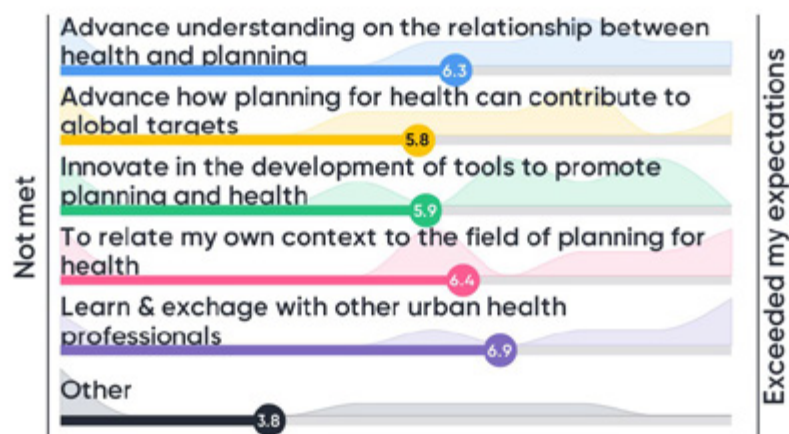 Advance understanding on the relationship between
health and planning
6.3
Advance how planning for health can contribute to
global targets
5.8
Innovate in the development of tools to promote
planning and health
5.9
To relate my own context to the field of planning for
health
6.4
Learn & exchage with other urban health
professionals
6.9
Other
3.8
Not met
Exceeded my expectations